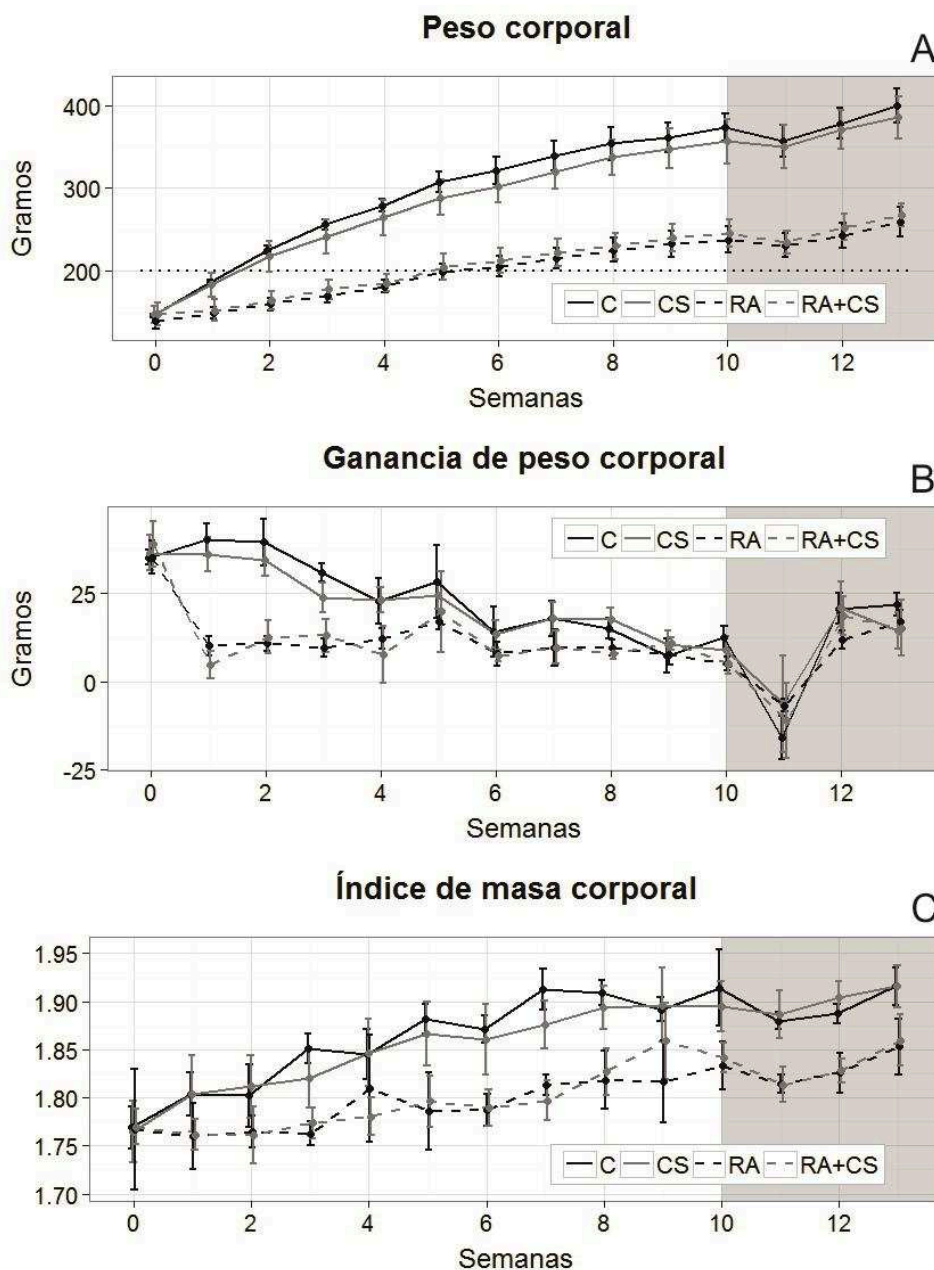 Peso corporal
A
Gramos
400
300
200
C CS RA RA+CS
0 2 4 6 8 10 12
Semanas
Ganancia de peso corporal
B
Gramos
25
0
-25
C CS RA RA+CS
0 2 4 6 8 10 12
Semanas
Índice de masa corporal
C
1.95
1.90
1.85
1.80
1.75
1.70
C CS RA RA+CS
0 2 4 6 8 10 12
Semanas